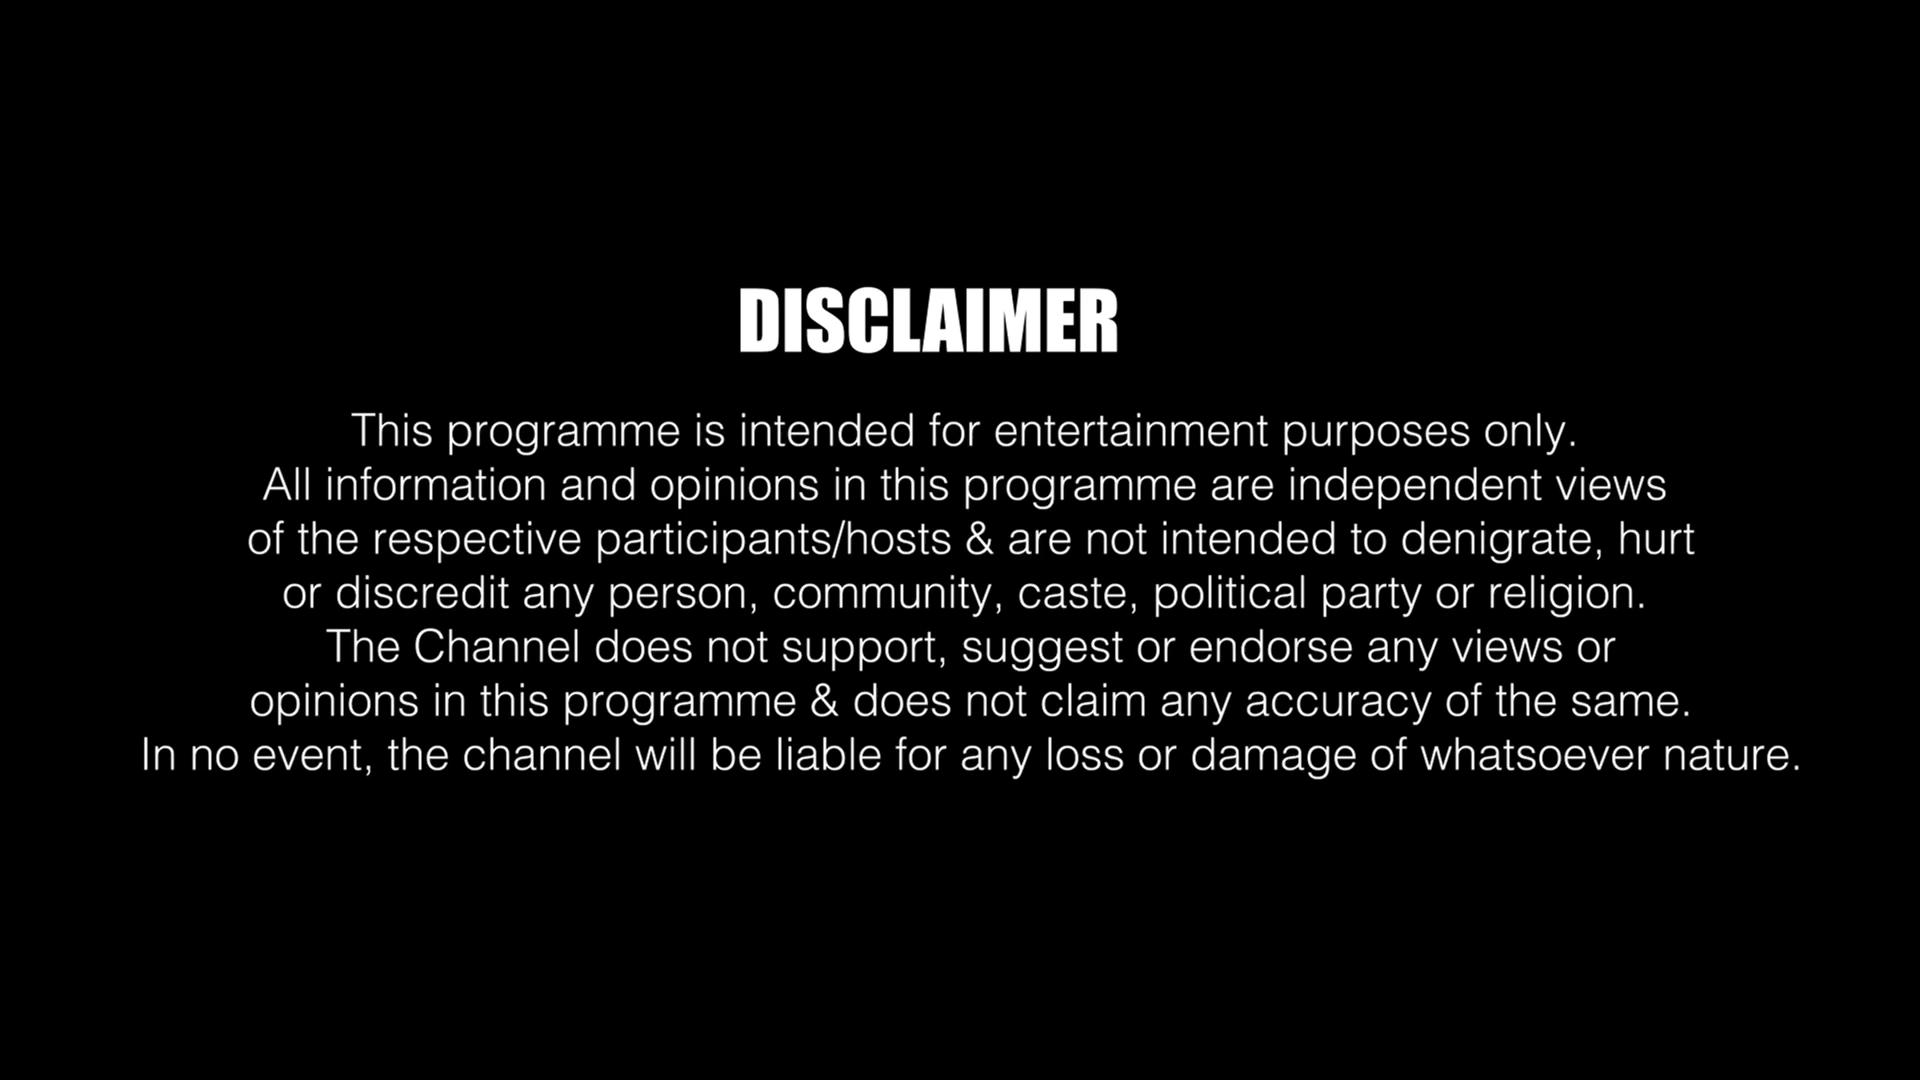 DISCLAIMER
This programme is intended for entertainment purposes only.
All information and opinions in this programme are independent views
of the respective participants/hosts & are not intended to denigrate, hurt
or discredit any person, community, caste, political party or religion.
The Channel does not support, suggest or endorse any views or
opinions in this programme & does not claim any accuracy of the same.
In no event, the channel will be liable for any loss or damage of whatsoever nature.